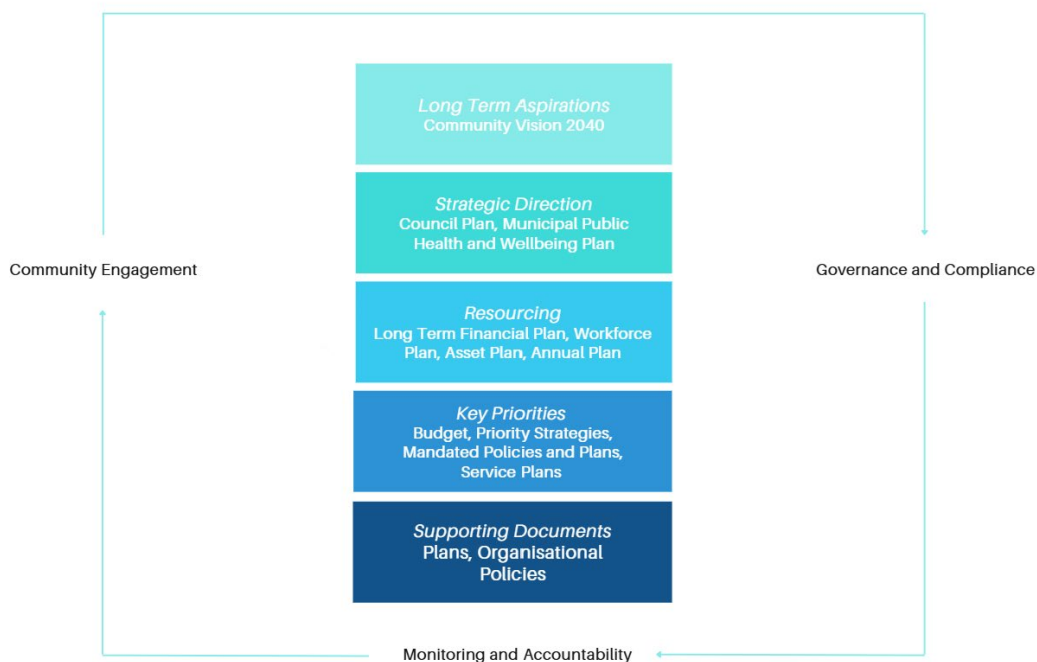 Long Term Aspirations
Community Vision 2040
Strategic Direction
Council Plan, Municipal Public
Health and Wellbeing Plan
Community Engagement
Governance and Compliance
Resourcing
Long Term Financial Plan, Workforce
Plan, Asset Plan, Annual Plan
Key Priorities
Budget, Priority Strategies,
Mandated Policies and Plans,
Service Plans
Supporting Documents
Plans, Organisational
Policies
Monitoring and Accountability